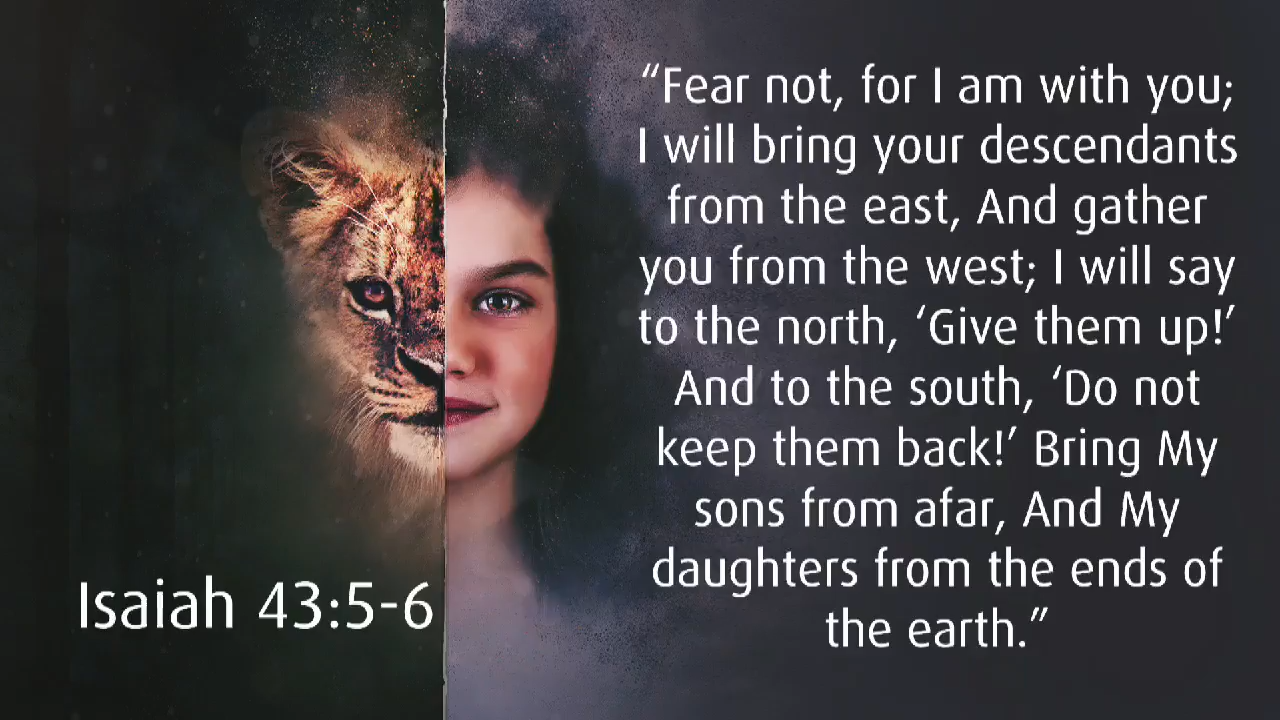 “Fear not, for I am with you;
I will bring your descendants
from the east, And gather
you from the west; I will say
to the north, ‘Give them up!’
And to the south, ‘Do not
keep them back!’ Bring My
sons from afar, And My
daughters from the ends of
the earth.”
Isaiah 43:5-6